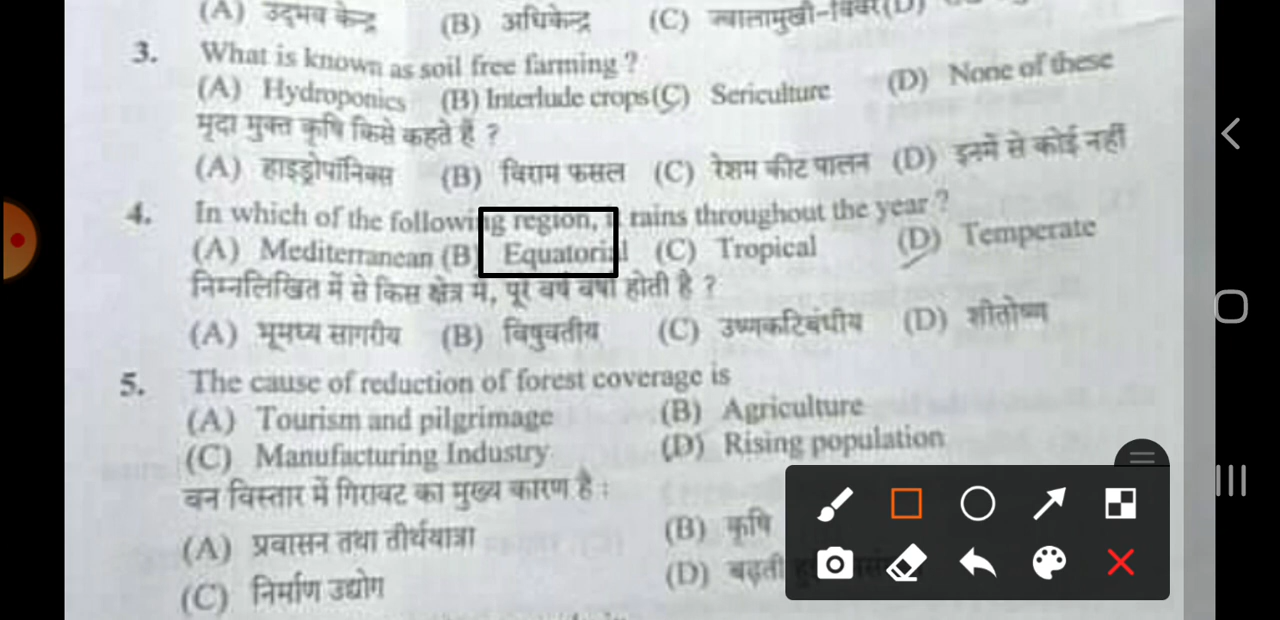 (A) उद्भव केन्द्र (B) अधिकेन्द्र (C) ज्वालामुखी-विवर (D)
3. What is known as soil free farming ?
(A) Hydroponics (B) Interlude crops (C) Sericulture (D) None of these
मृदा मुक्त कृषि किसे कहते हैं ?
(A) हाइड्रोपॉनिक्स (B) विराम फसल (C) रेशम कीट पालन (D) इनमें से कोई नहीं
4. In which of the following region, it rains throughout the year ?
(A) Mediterranean (B) Equatorial (C) Tropical (D) Temperate
निम्नलिखित में से किस क्षेत्र में, पूरे वर्ष वर्षा होती है ?
(A) भूमध्य सागरीय (B) विषुवतीय (C) उष्णकटिबंधीय (D) शीतोष्ण
5. The cause of reduction of forest coverage is
(A) Tourism and pilgrimage (B) Agriculture
(C) Manufacturing Industry (D) Rising population
वन विस्तार में गिरावट का मुख्य कारण है :
(A) प्रवासन तथा तीर्थयात्रा (B) कृषि
(C) निर्माण उद्योग (D) बढ़ती